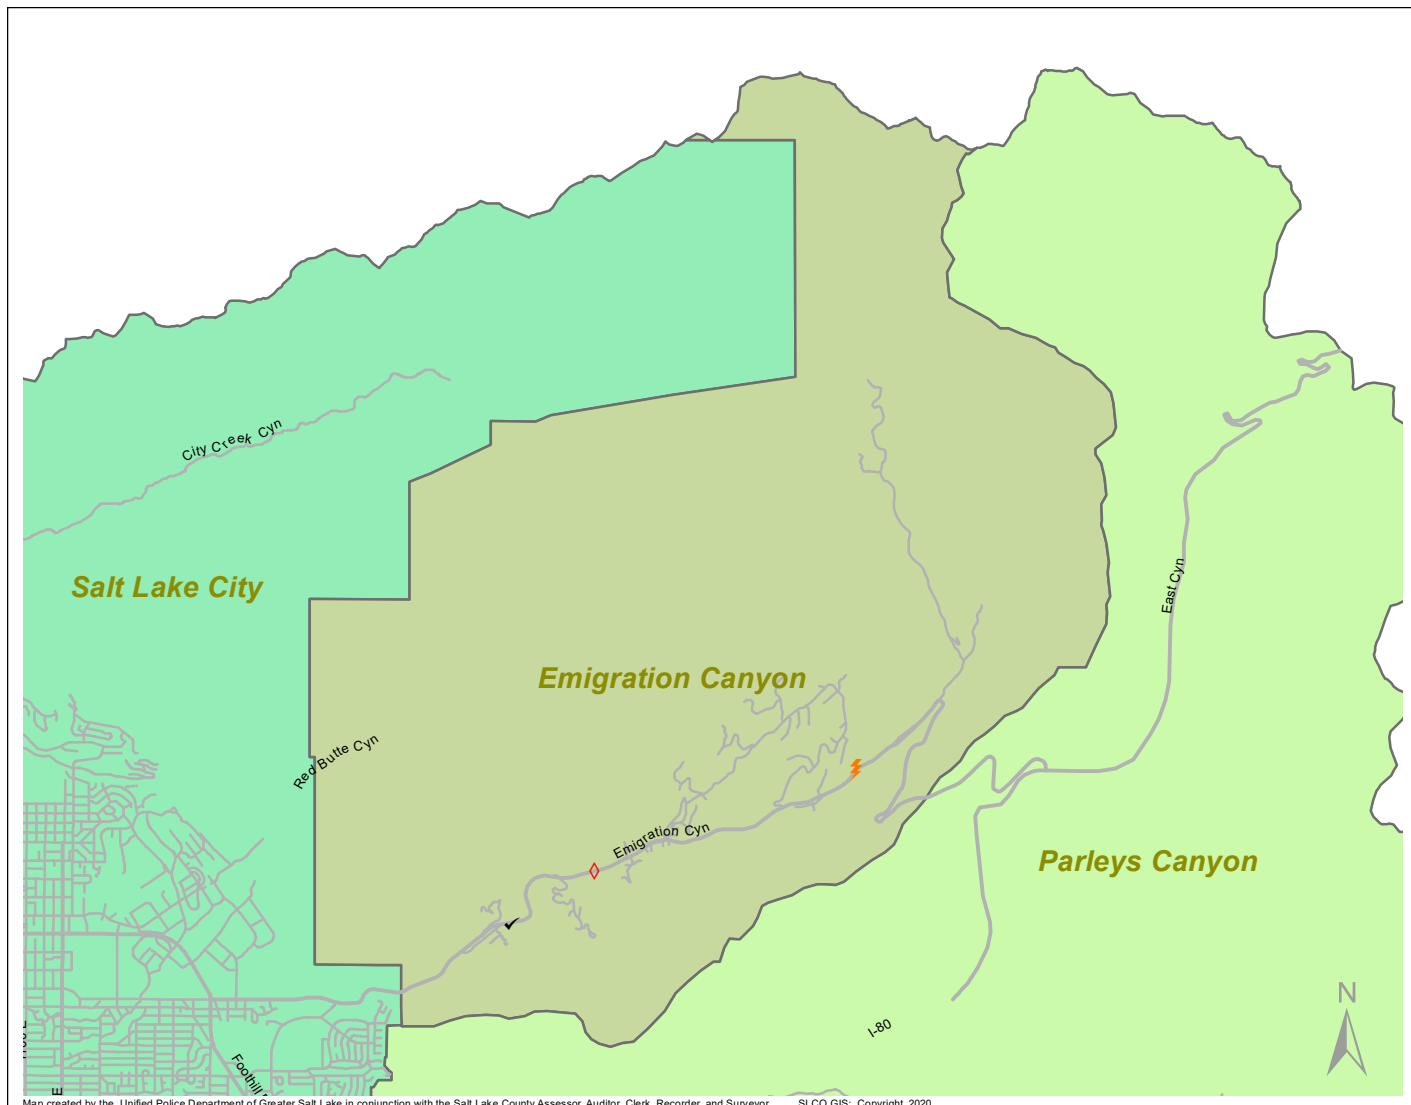 City Creek Cyn
Salt Lake City
East Cyn
Emigration Canyon
Red Butte Cyn
Emigration Cyn
Parleys Canyon
N
I-80
Foothill
E
Map created by the Unified Police Department of Greater Salt Lake in conjunction with the Salt Lake County Assessor, Auditor, Clerk, Recorder, and Surveyor. SLCO GIS: Copyright 2020